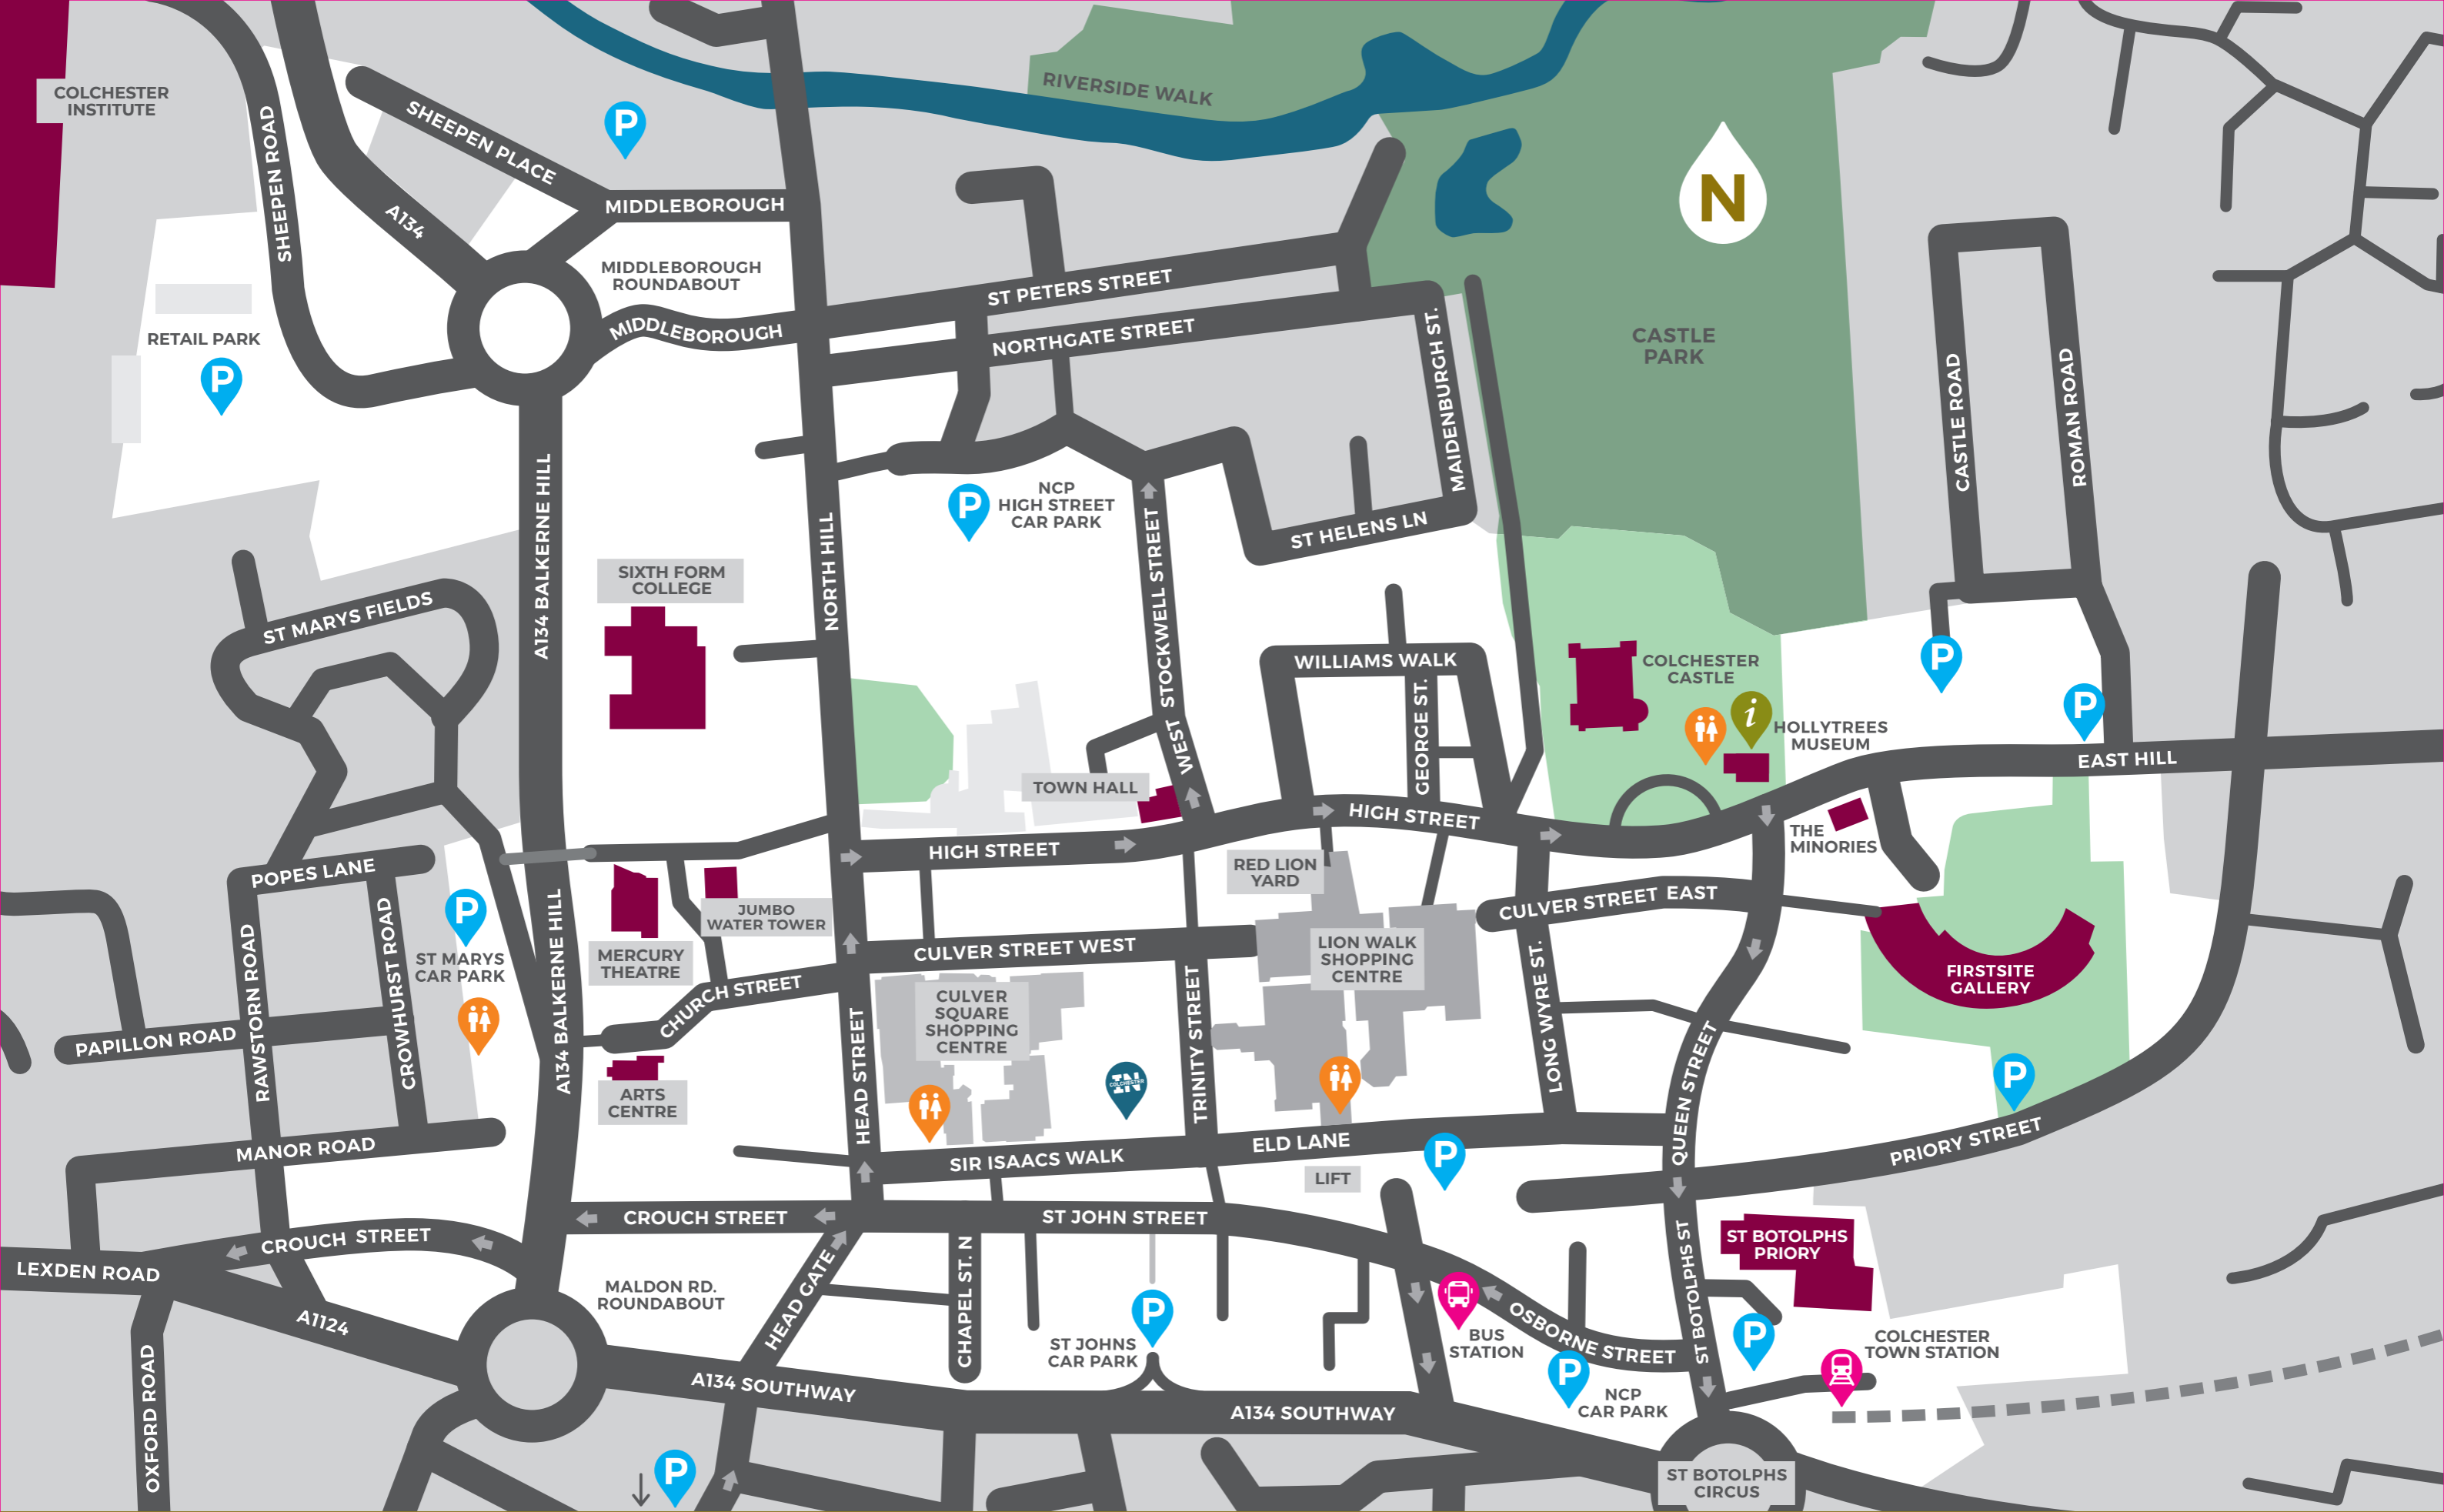 COLCHESTER
INSTITUTE
SHEEPEN ROAD
SHEEPEN PLACE
A134
P
MIDDLEBOROUGH
MIDDLEBOROUGH
ROUNDABOUT
MIDDLEBOROUGH
RIVERSIDE WALK
N
ST PETERS STREET
NORTHGATE STREET
MAIDENBURGH ST.
CASTLE
PARK
CASTLE ROAD
ROMAN ROAD
RETAIL PARK
P
A134 BALKERNE HILL
NORTH HILL
P
NCP
HIGH STREET
CAR PARK
ST HELENS LN
WEST STOCKWELL STREET
SIXTH FORM
COLLEGE
ST MARYS FIELDS
WILLIAMS WALK
GEORGE ST.
COLCHESTER
CASTLE
i
HOLLYTREES
MUSEUM
P
P
EAST HILL
TOWN HALL
HIGH STREET
HIGH STREET
THE
MINORIES
POPES LANE
P
ST MARYS
CAR PARK
RAWSTORN ROAD
CROWHURST ROAD
PAPILLON ROAD
MANOR ROAD
A134 BALKERNE HILL
MERCURY
THEATRE
JUMBO
WATER TOWER
CHURCH STREET
ARTS
CENTRE
HEAD STREET
CULVER STREET WEST
CULVER
SQUARE
SHOPPING
CENTRE
IN
COLCHESTER
TRINITY STREET
RED LION
YARD
LION WALK
SHOPPING
CENTRE
CULVER STREET EAST
LONG WYRE ST.
QUEEN STREET
FIRSTSITE
GALLERY
P
PRIORY STREET
SIR ISAACS WALK
ELD LANE
LIFT
P
CROUCH STREET
CROUCH STREET
ST JOHN STREET
LEXDEN ROAD
A1124
OXFORD ROAD
MALDON RD.
ROUNDABOUT
HEAD GATE
CHAPEL ST. N
P
ST JOHNS
CAR PARK
A134 SOUTHWAY
A134 SOUTHWAY
P
BUS
STATION
OSBORNE STREET
P
NCP
CAR PARK
ST BOTOLPHS ST
ST BOTOLPHS
PRIORY
P
COLCHESTER
TOWN STATION
ST BOTOLPHS
CIRCUS